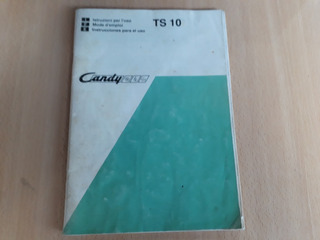 Istruzioni per l'uso
Mode d'emploi
Instrucciones para el uso
TS 10
Candy